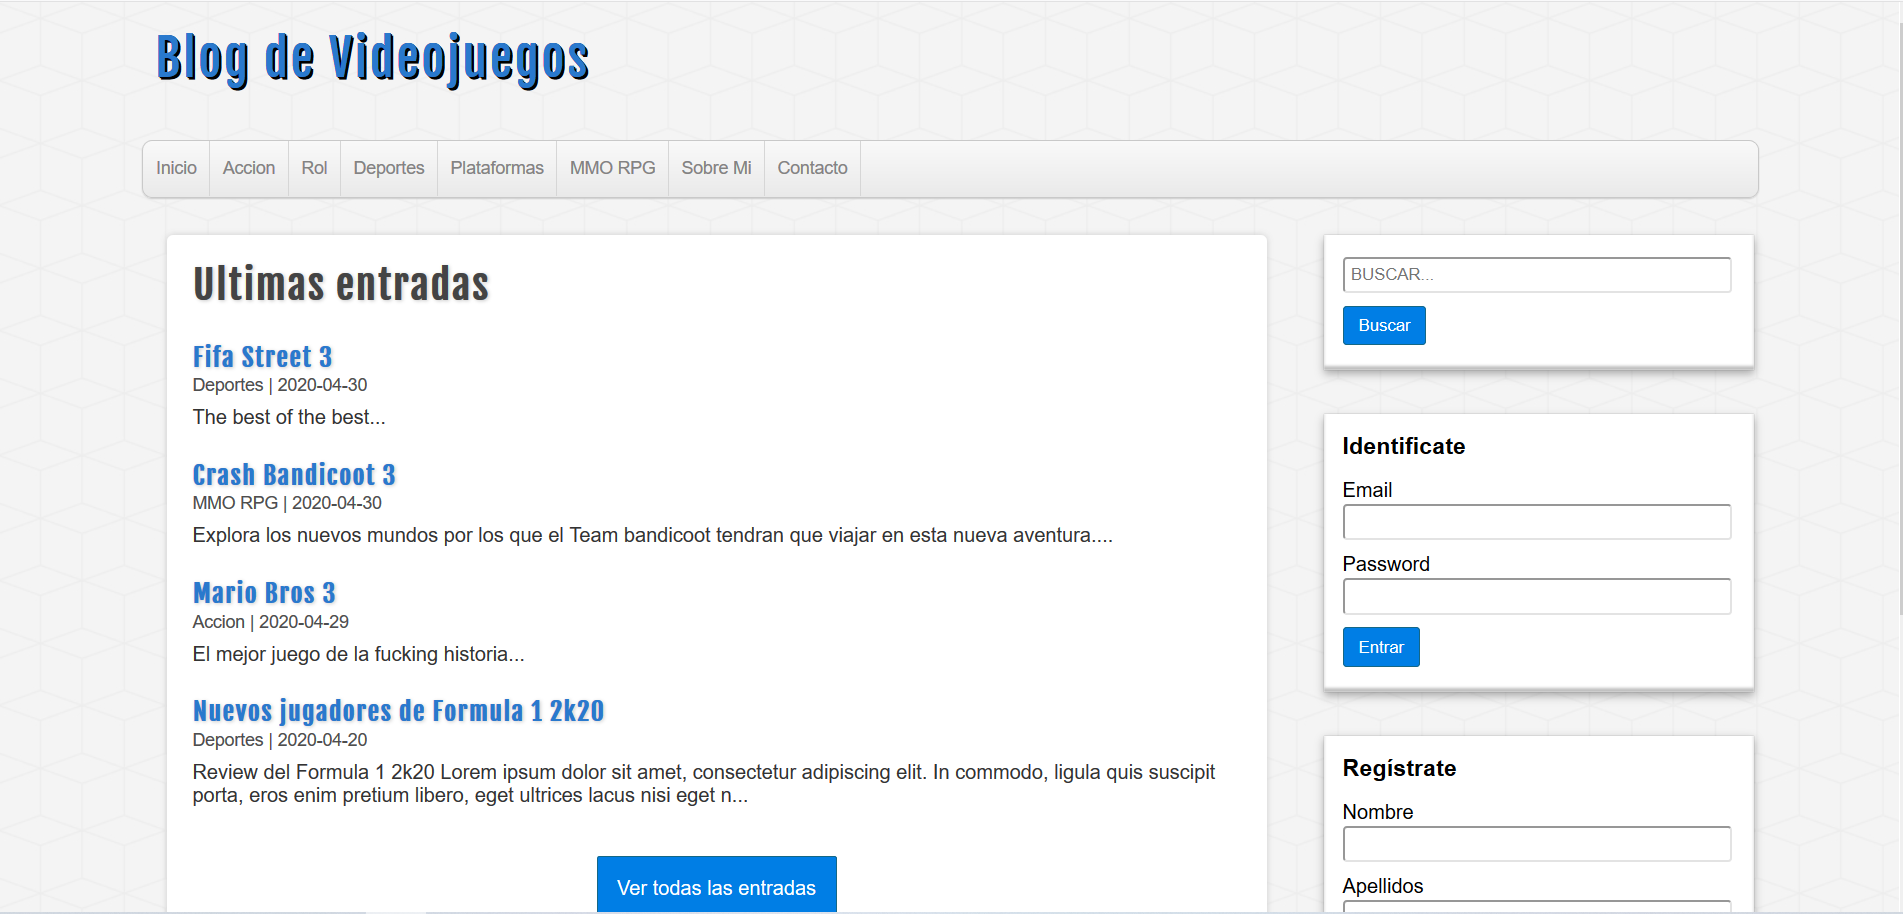 Blog de Videojuegos
Inicio Accion Rol Deportes Plataformas MMO RPG Sobre Mi Contacto
Ultimas entradas
Fifa Street 3
Deportes | 2020-04-30
The best of the best...
Crash Bandicoot 3
MMO RPG | 2020-04-30
Explora los nuevos mundos por los que el Team bandicoot tendran que viajar en esta nueva aventura....
Mario Bros 3
Accion | 2020-04-29
El mejor juego de la fucking historia...
Nuevos jugadores de Formula 1 2k20
Deportes | 2020-04-20
Review del Formula 1 2k20 Lorem ipsum dolor sit amet, consectetur adipiscing elit. In commodo, ligula quis suscipit
porta, eros enim pretium libero, eget ultrices lacus nisi eget n...
Ver todas las entradas
BUSCAR...
Buscar
Identificate
Email
Password
Entrar
Regístrate
Nombre
Apellidos